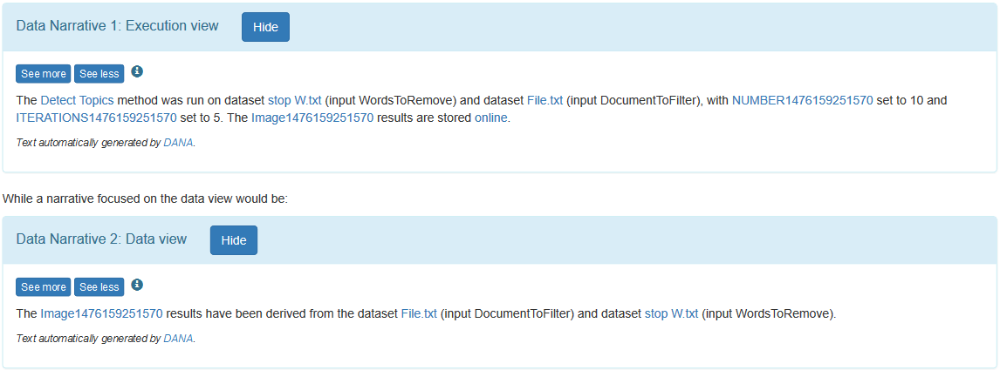 Data Narrative 1: Execution view Hide
See more See less
The Detect Topics method was run on dataset stop W.txt (input WordsToRemove) and dataset File.txt (input DocumentToFilter), with NUMBER1476159251570 set to 10 and
ITERATIONS1476159251570 set to 5. The Image1476159251570 results are stored online.
Text automatically generated by DANA.
While a narrative focused on the data view would be:
Data Narrative 2: Data view Hide
See more See less
The Image1476159251570 results have been derived from the dataset File.txt (input DocumentToFilter) and dataset stop W.txt (input WordsToRemove).
Text automatically generated by DANA.